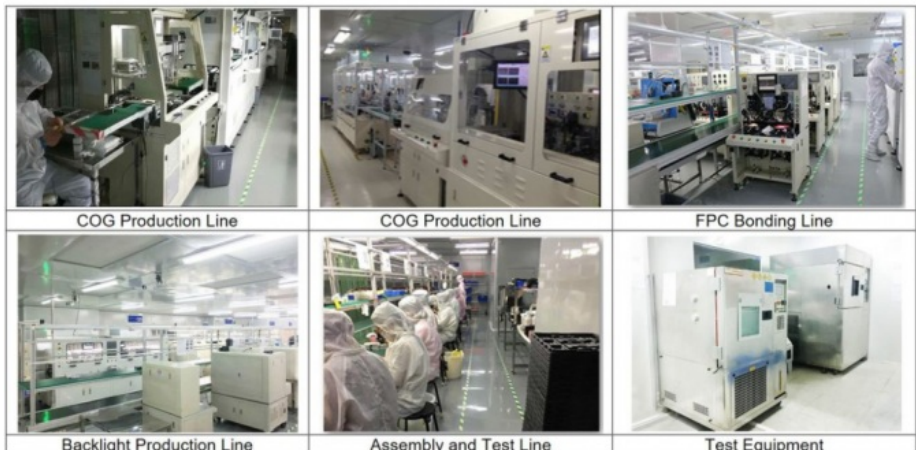 COG Production Line
COG Production Line
FPC Bonding Line
Backlight Production Line
Assembly and Test Line
Test Equipment